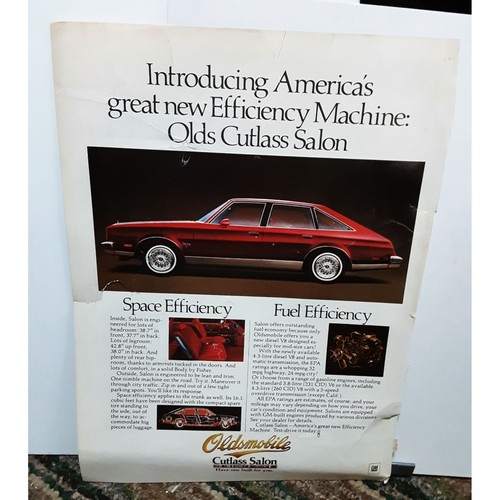 Introducing America's
great new Efficiency Machine:
Olds Cutlass Salon
Space Efficiency
Inside, Salon is engi-
neered for lots of
headroom: 38.7" in
front, 37.7" in back.
Lots of legroom:
42.8" up front,
38.0" in back. And
plenty of rear hip-
room, thanks to armrests tucked in the doors. And
lots of comfort, in a solid Body by Fisher.
Outside, Salon is engineered to be lean and trim.
One nimble machine on the road. Try it. Maneuver it
through city traffic. Zip in and out of a few tight
parking spots. You'll like its moves.
Space efficiency applies to the trunk as well. Its 16.1
cubic feet have been designed with the compact spare
tire standing to
the side, out of
your way, to ac-
commodate big
pieces of luggage
Fuel Efficiency
Salon offers outstanding
fuel economy because only
Oldsmobile offers you a
new diesel V8 designed
especially for mid-size cars!
With the newly available
4.3-litre diesel V8 and auto-
matic transmission, the EPA
ratings are a whopping 32
mpg highway, 24 mpg city!
Or choose from a range of gasoline engines, including
the standard 3.8-litre (231 CID) V6 or the available
4.3-litre (260 CID) V8 with a 5-speed
overdrive transmission (except Calif.)
All EPA ratings are estimates, of course, and your
mileage may vary depending on how you drive, your
car's condition and equipment. Salons are equipped
with GM-built engines produced by various divisions.
See your dealer for details.
Cutlass Salon—America's great new Efficiency
Machine. Test-drive it today.
Oldsmobile
Cutlass Salon
Have one built for you.
GM